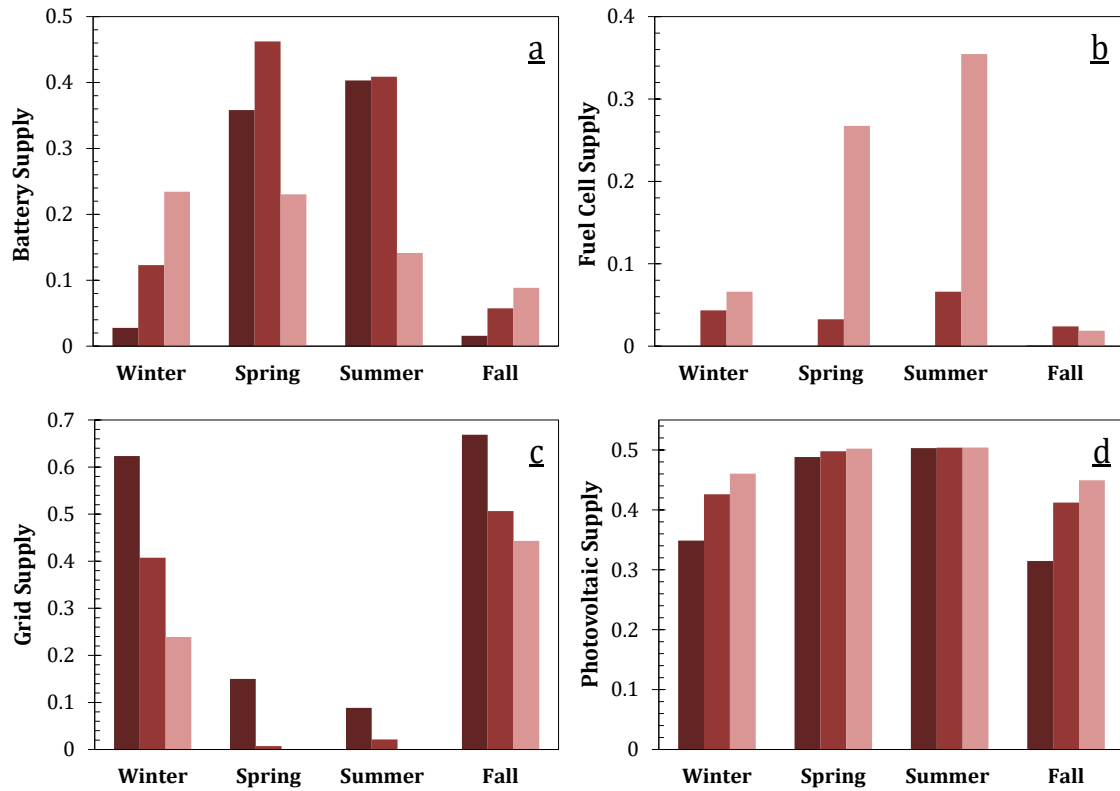 a
Battery Supply
0.5
0.4
0.3
0.2
0.1
0
Winter Spring Summer Fall
b
Fuel Cell Supply
0.4
0.3
0.2
0.1
0
Winter Spring Summer Fall
c
Grid Supply
0.7
0.6
0.5
0.4
0.3
0.2
0.1
0
Winter Spring Summer Fall
d
Photovoltaic Supply
0.5
0.4
0.3
0.2
0.1
0
Winter Spring Summer Fall